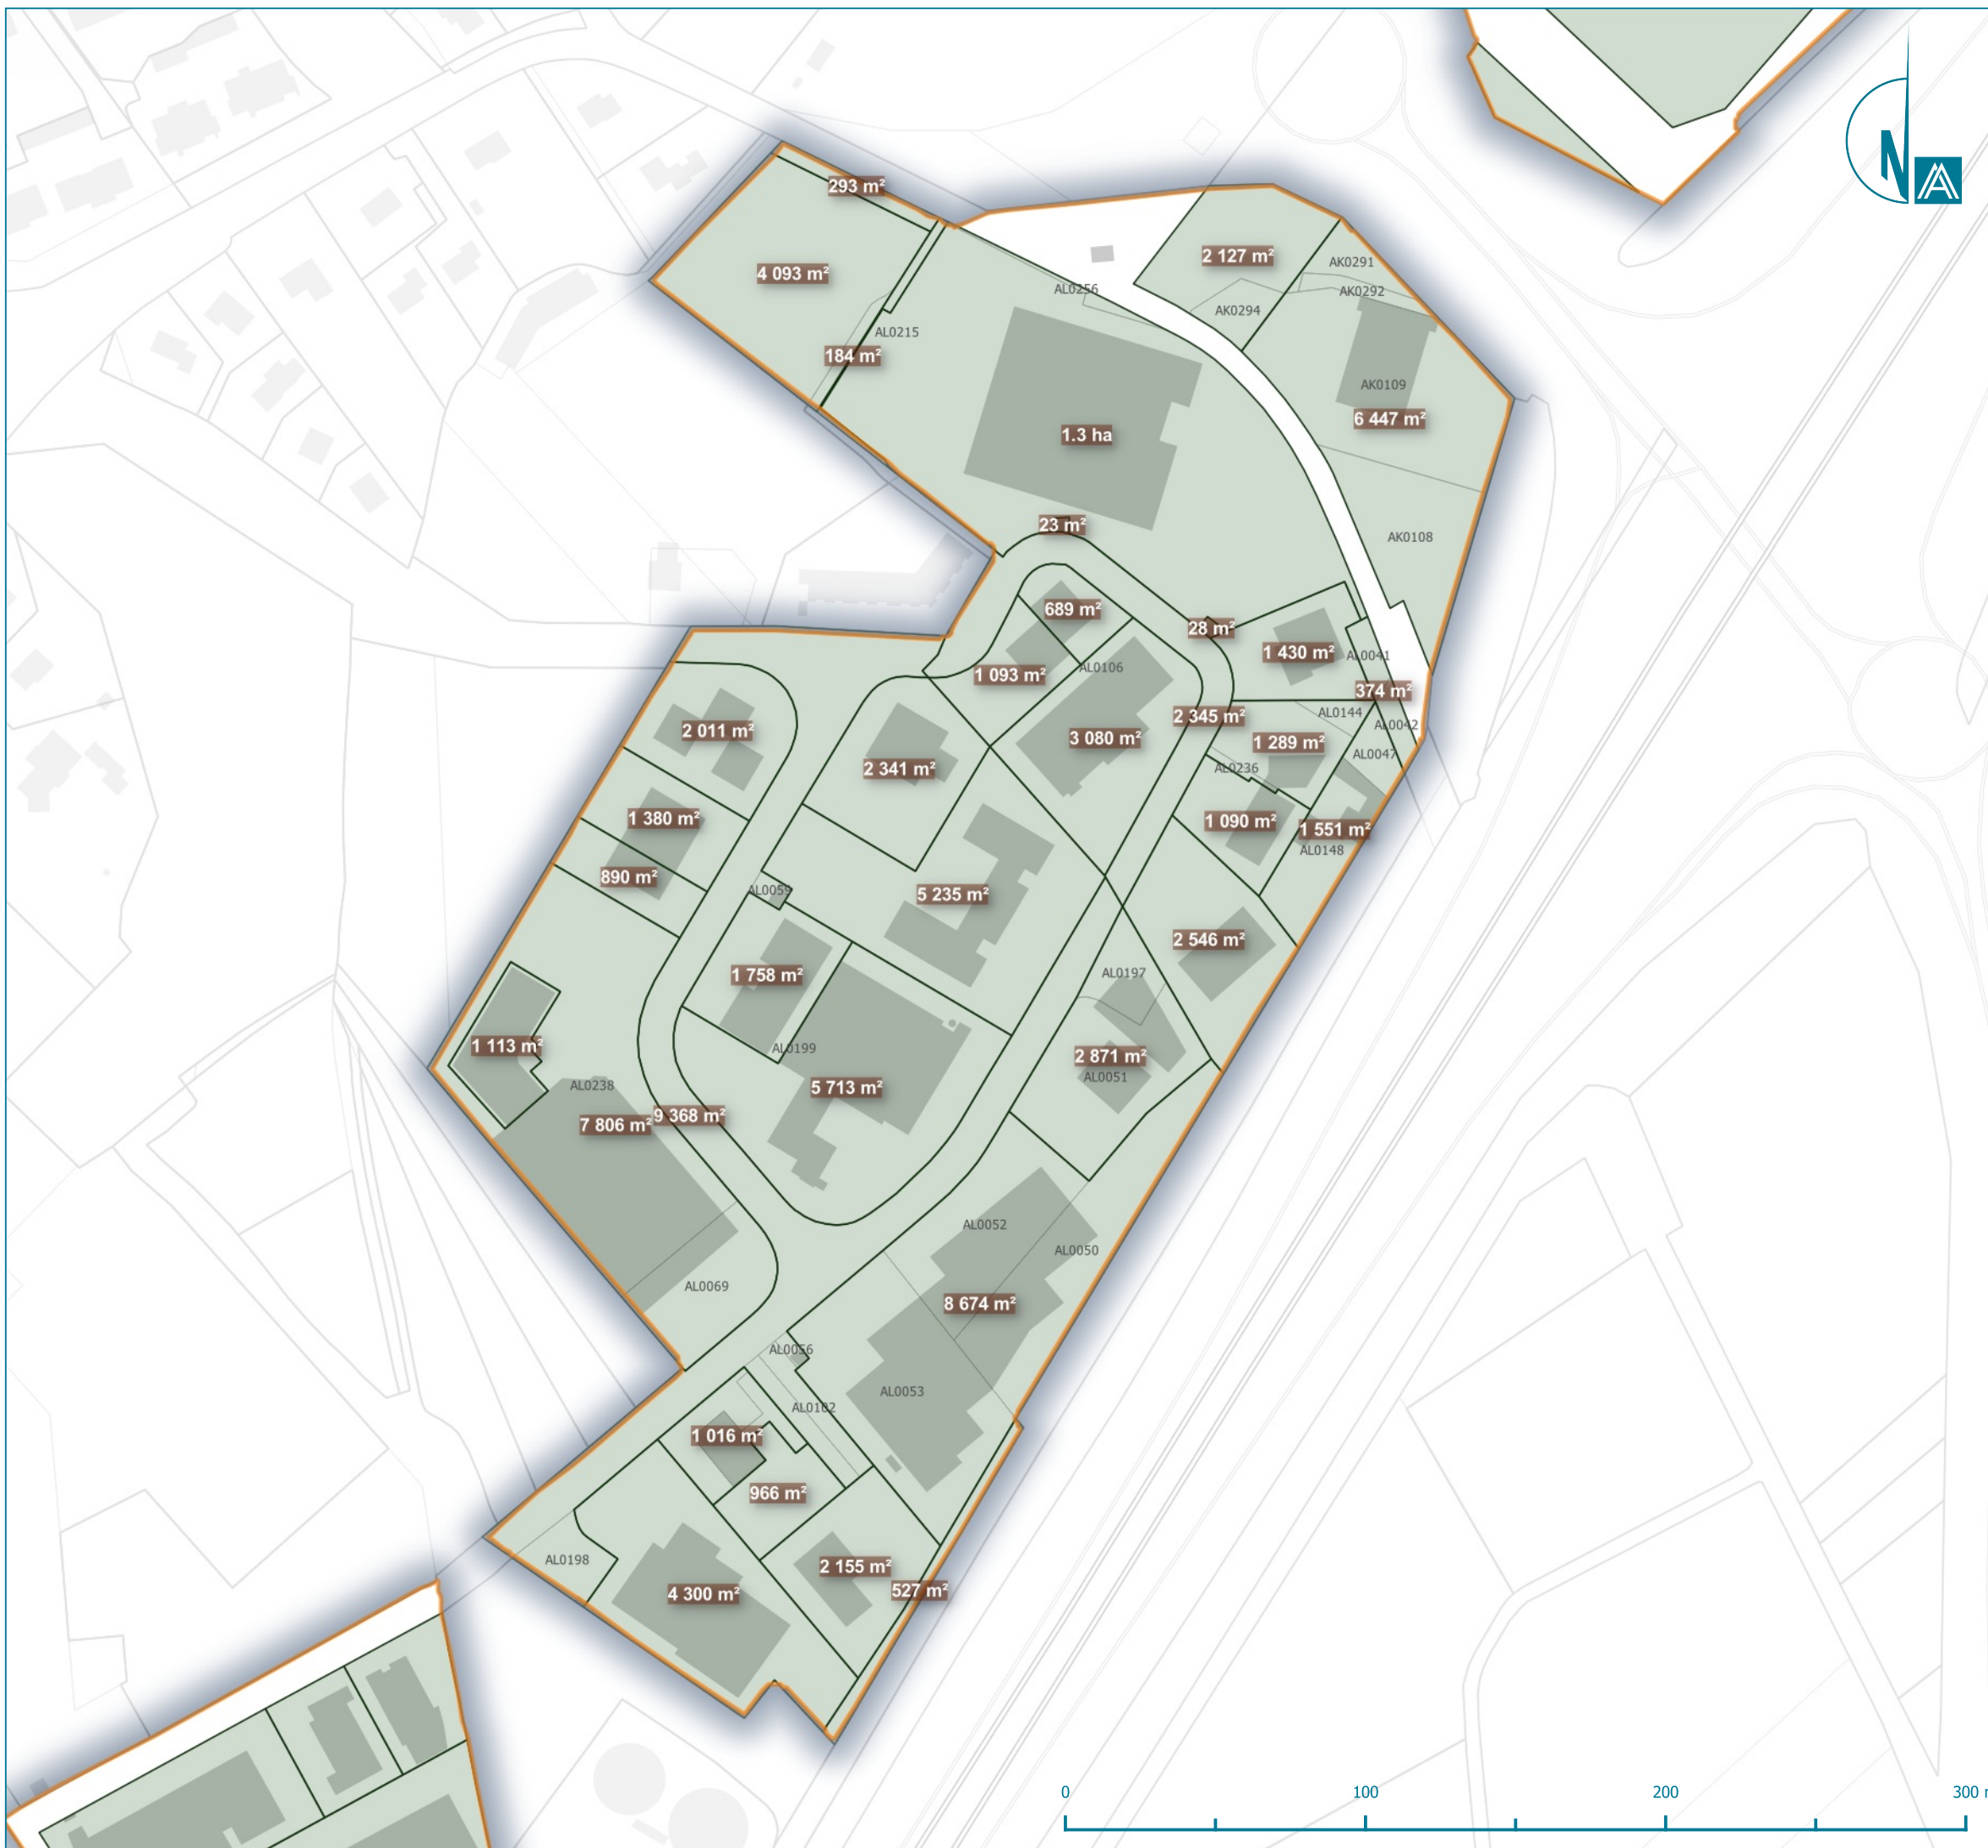 N
293 m²
2 127 m²
AK0291
4 093 m²
AL0256
AK0292
AK0294
AL0215
184 m²
AK0109
6 447 m²
1.3 ha
23 m²
AK0108
689 m²
28 m²
1 430 m²
AL0041
AL0106
1 093 m²
374 m²
2 345 m²
AL0144
AL0042
2 011 m²
3 080 m²
1 289 m²
AL0047
2 341 m²
AL0236
1 380 m²
1 090 m²
1 551 m²
AL0148
890 m²
AL0059
5 235 m²
2 546 m²
1 758 m²
AL0197
1 113 m²
AL0199
2 871 m²
AL0051
AL0238
5 713 m²
9 368 m²
7 806 m²
AL0052
AL0050
AL0069
8 674 m²
AL0056
AL0053
AL0102
1 016 m²
966 m²
AL0198
2 155 m²
527 m²
4 300 m²
0 100 200 300